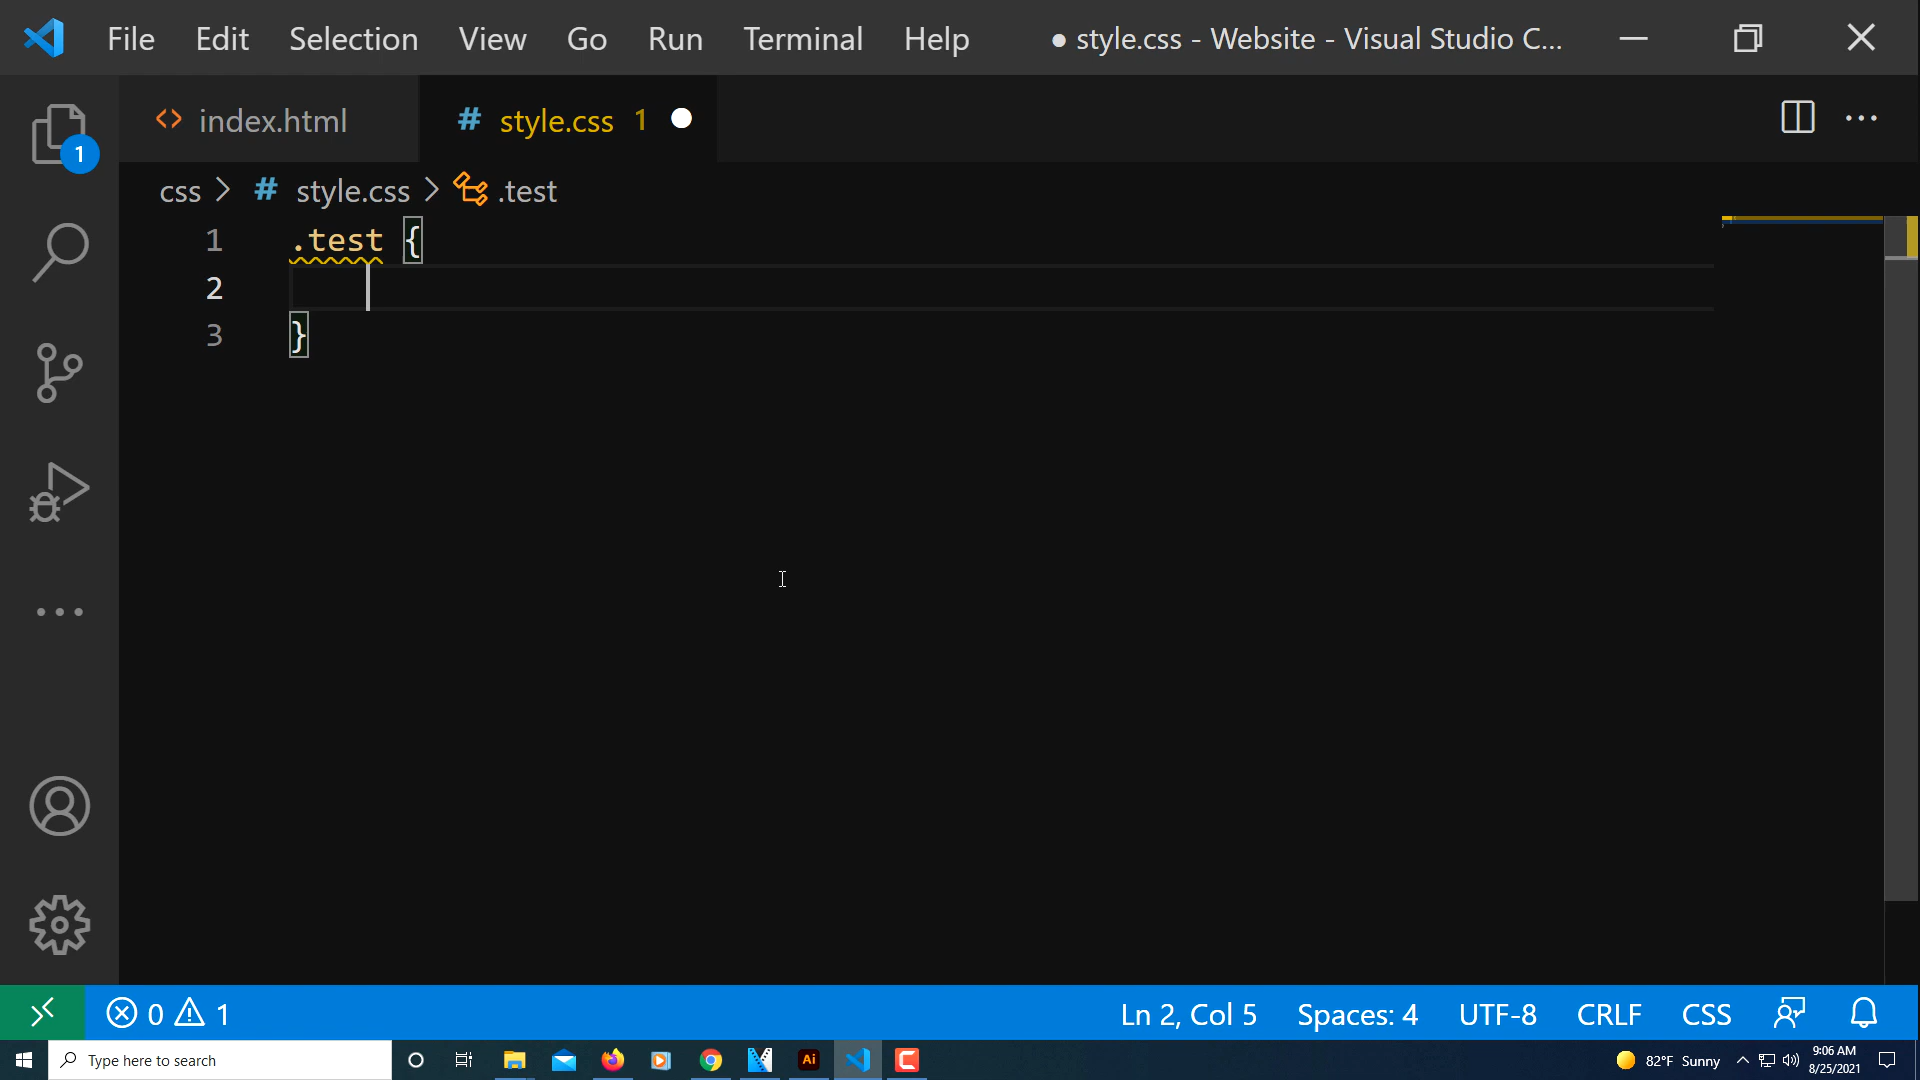 File Edit Selection View Go Run Terminal Help ● style.css - Website - Visual Studio C...
index.html # style.css 1
1
css > # style.css > .test
1 .test {
2
3 }
0 1 Ln 2, Col 5 Spaces: 4 UTF-8 CRLF CSS
Type here to search Ai 82°F Sunny 9:06 AM
8/25/2021